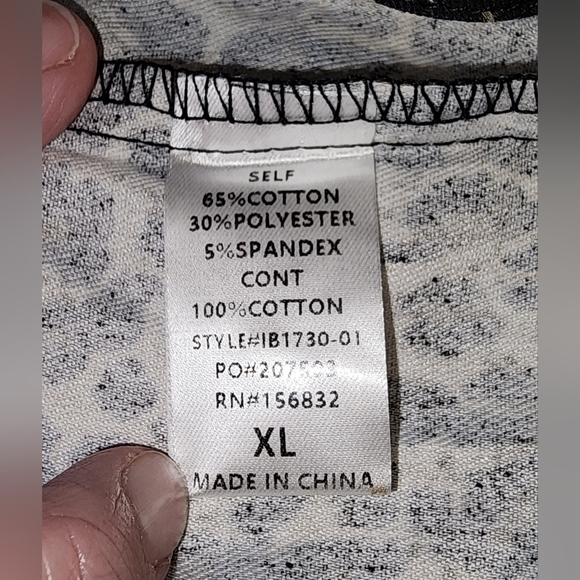 SELF
65%COTTON
30%POLYESTER
5%SPANDEX
CONT
100%COTTON
STYLE#IB1730-01
RN#156832
XL
MADE IN CHINA